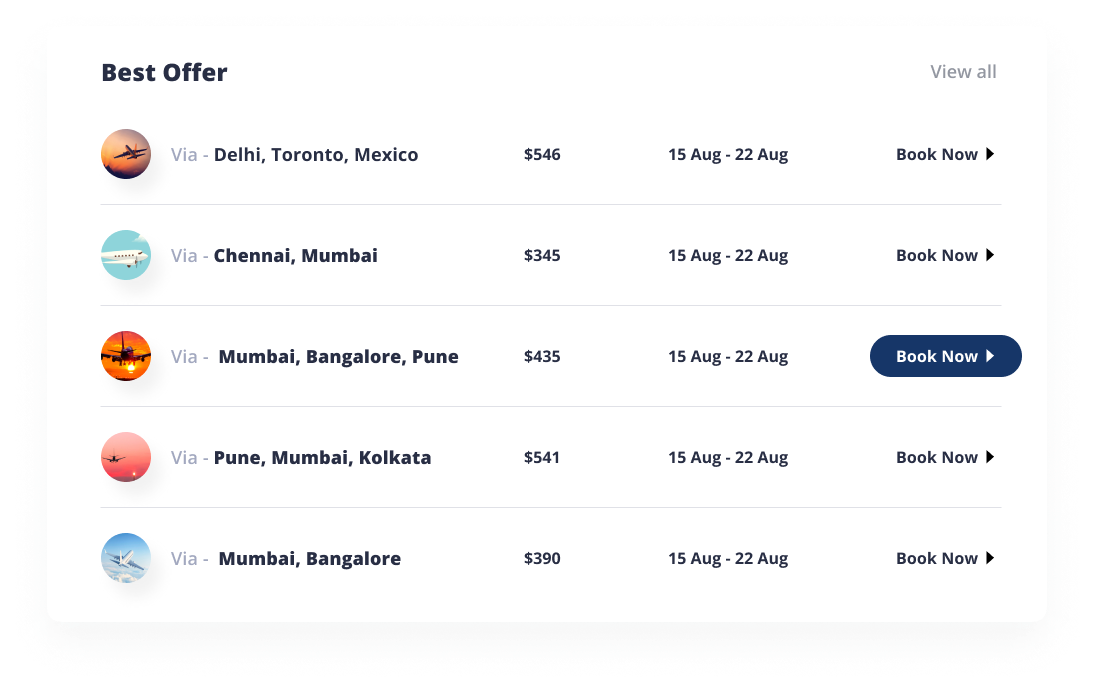 Best Offer View all
Via - Delhi, Toronto, Mexico $546 15 Aug - 22 Aug Book Now
Via - Chennai, Mumbai $345 15 Aug - 22 Aug Book Now
Via - Mumbai, Bangalore, Pune $435 15 Aug - 22 Aug Book Now
Via - Pune, Mumbai, Kolkata $541 15 Aug - 22 Aug Book Now
Via - Mumbai, Bangalore $390 15 Aug - 22 Aug Book Now